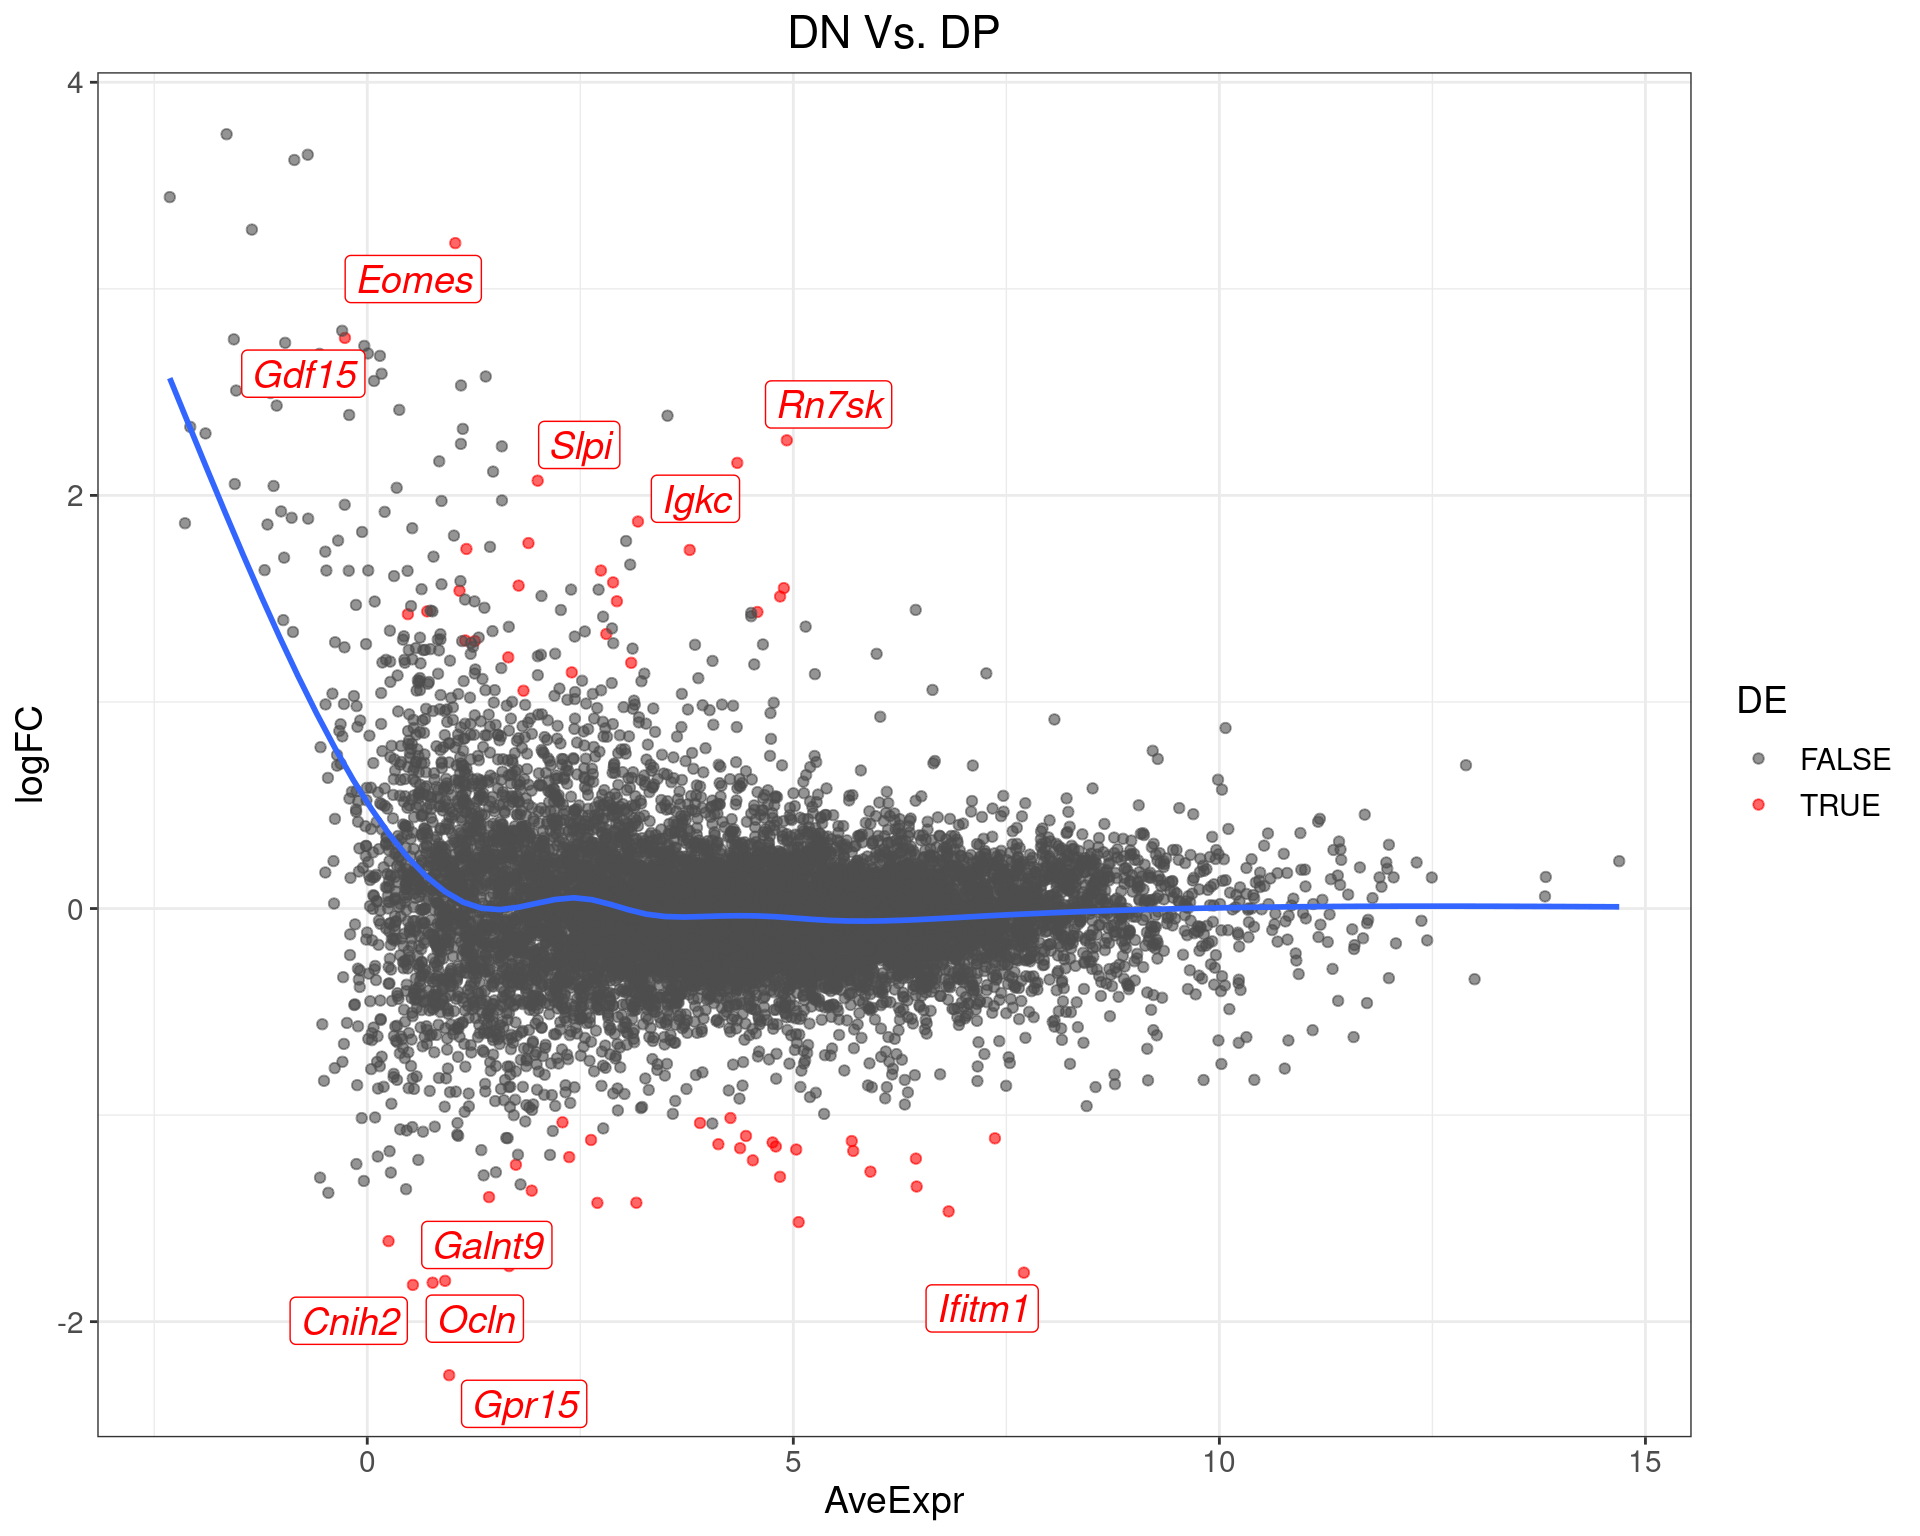 DN Vs. DP
4
Eomes
Gdf15
Rn7sk
Slpi
Igkc
2
logFC
DE
FALSE
TRUE
0
Galnt9
Cnih2
Ocln
Ifitm1
-2
Gpr15
0
5
10
15
AveExpr